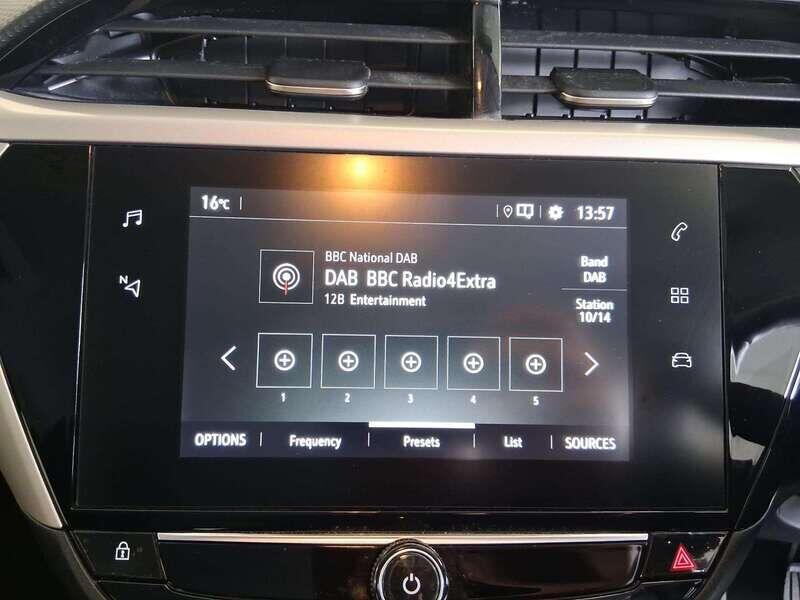 16°C
13:57
N
BBC National DAB
DAB BBC Radio4Extra
12B Entertainment
Band
DAB
Station
10/14
1 2 3 4 5
OPTIONS Frequency Presets List SOURCES